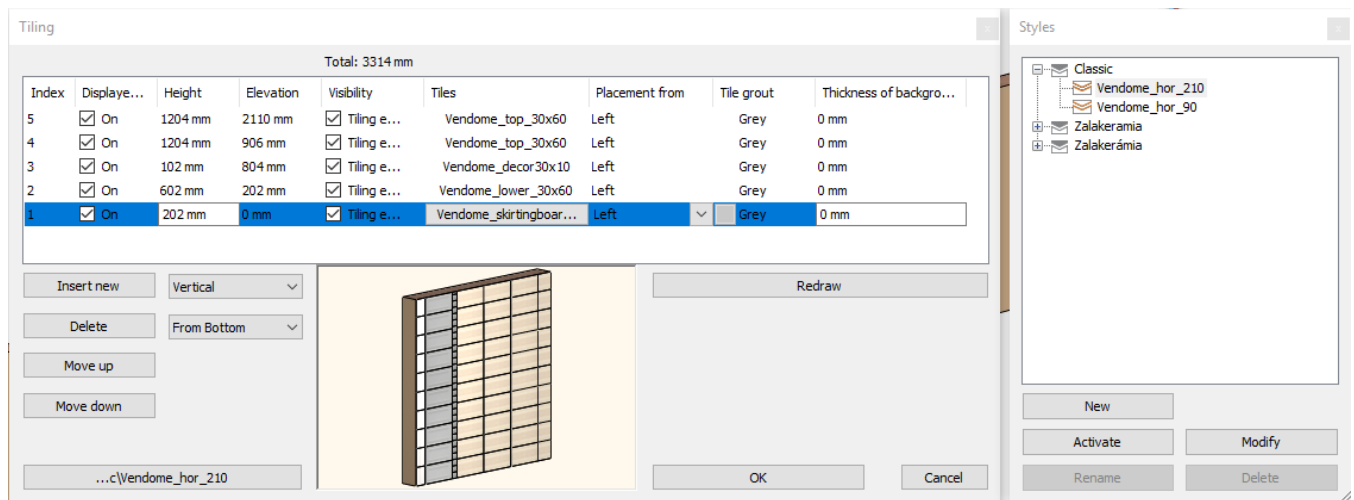 Tiling
Total: 3314 mm
Index Displaye... Height Elevation Visibility Tiles Placement from Tile grout Thickness of backgro...
5 On 1204 mm 2110 mm Tiling e... Vendome_top_30x60 Left Grey 0 mm
4 On 1204 mm 906 mm Tiling e... Vendome_top_30x60 Left Grey 0 mm
3 On 102 mm 804 mm Tiling e... Vendome_decor30x10 Left Grey 0 mm
2 On 602 mm 202 mm Tiling e... Vendome_lower_30x60 Left Grey 0 mm
1 On 202 mm 0 mm Tiling e... Vendome_skirtingboar... Left Grey 0 mm
Insert new Vertical Redraw
Delete From Bottom
Move up
Move down
...c\Vendome_hor_210 OK Cancel
Styles
Classic
Vendome_hor_210
Vendome_hor_90
Zalakeramia
Zalakerámia
New
Activate Modify
Rename Delete